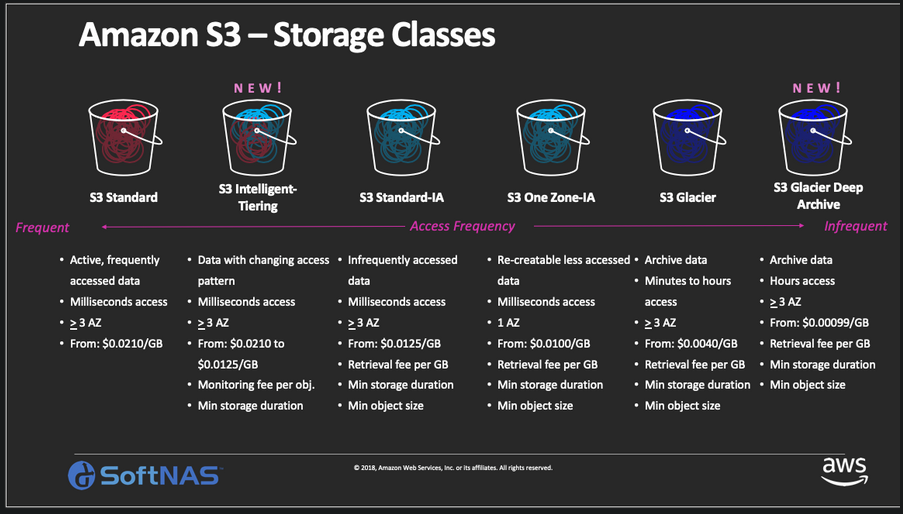 Amazon S3 – Storage Classes
NEW!
NEW!
S3 Standard
S3 Intelligent-
Tiering
S3 Standard-IA
S3 One Zone-IA
S3 Glacier
S3 Glacier Deep
Archive
Frequent
Access Frequency
Infrequent
• Active, frequently
accessed data
• Milliseconds access
• > 3 AZ
• From: $0.0210/GB
• Data with changing access
pattern
• Milliseconds access
• > 3 AZ
• From: $0.0210 to
$0.0125/GB
• Monitoring fee per obj.
• Min storage duration
• Infrequently accessed
data
• Milliseconds access
• > 3 AZ
• From: $0.0125/GB
• Retrieval fee per GB
• Min storage duration
• Min object size
• Re-creatable less accessed
data
• Milliseconds access
• 1 AZ
• From: $0.0100/GB
• Retrieval fee per GB
• Min storage duration
• Min object size
• Archive data
• Minutes to hours
access
• > 3 AZ
• From: $0.0040/GB
• Retrieval fee per GB
• Min storage duration
• Min object size
• Archive data
• Hours access
• > 3 AZ
• From: $0.00099/GB
• Retrieval fee per GB
• Min storage duration
• Min object size
SoftNAS™
© 2018, Amazon Web Services, Inc. or its affiliates. All rights reserved.
aws